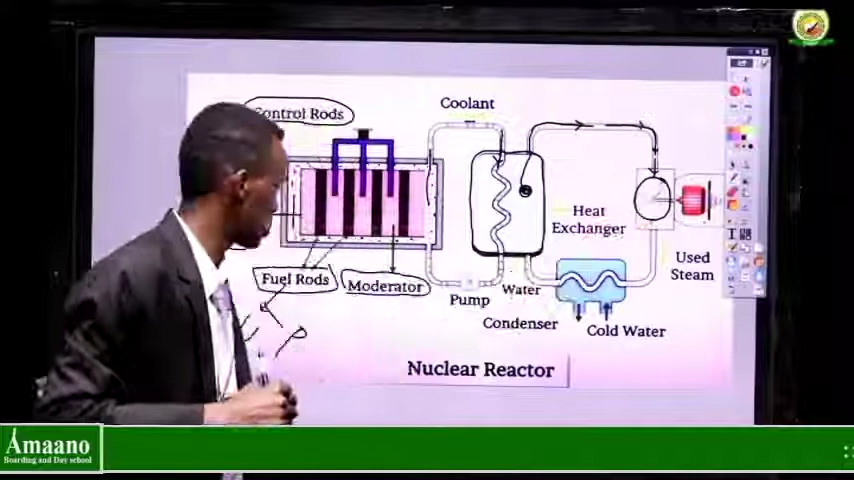 Control Rods
Coolant
Heat
Exchanger
Used
Steam
Fuel Rods
Moderator
Pump
Water
Condenser
Cold Water
Nuclear Reactor
Amaano
Boarding and Day school